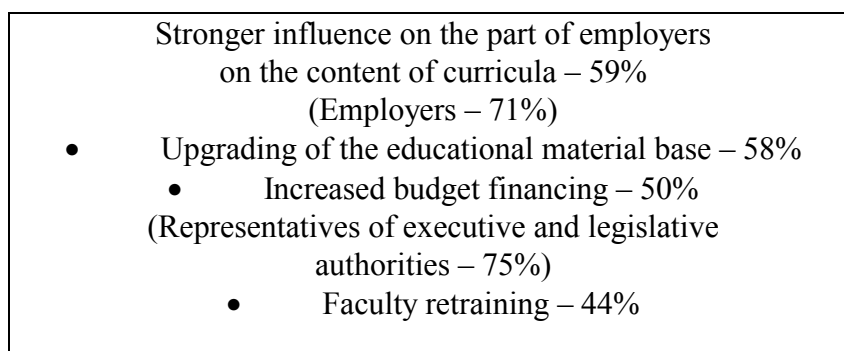 Stronger influence on the part of employers
on the content of curricula – 59%
(Employers – 71%)
• Upgrading of the educational material base – 58%
• Increased budget financing – 50%
(Representatives of executive and legislative
authorities – 75%)
• Faculty retraining – 44%